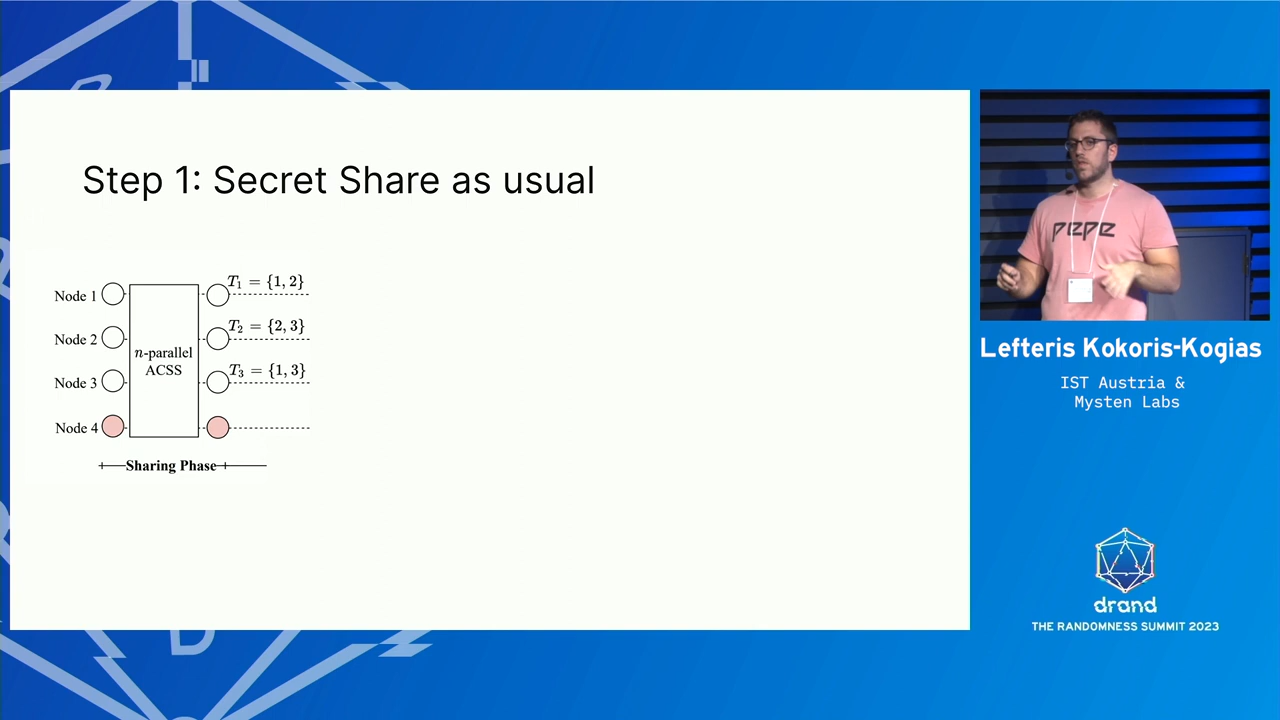 Step 1: Secret Share as usual
Node 1
T1 = {1, 2}
Node 2
T2 = {2, 3}
n-parallel
ACSS
Node 3
T3 = {1, 3}
Node 4
Sharing Phase
pepe
Lefteris Kokoris-Kogias
IST Austria &
Mysten Labs
drand
THE RANDOMNESS SUMMIT 2023